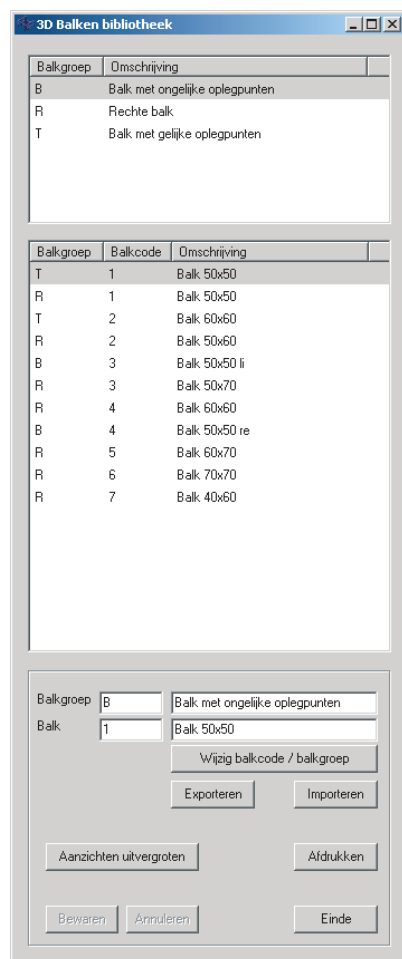 3D Balken bibliotheek
Balkgroep Omschrijving
B Balk met ongelijke oplegpunten
R Rechte balk
T Balk met gelijke oplegpunten
Balkgroep Balkcode Omschrijving
T 1 Balk 50x50
R 1 Balk 50x50
T 2 Balk 60x60
R 2 Balk 50x60
B 3 Balk 50x50 li
R 3 Balk 50x70
R 4 Balk 60x60
B 4 Balk 50x50 re
R 5 Balk 60x70
R 6 Balk 70x70
R 7 Balk 40x60
Balkgroep B Balk met ongelijke oplegpunten
Balk 1 Balk 50x50
Wijzig balkcode / balkgroep
Exporteren Importeren
Aanzichten uitvergroten Afdrukken
Bewaren Annuleren Einde